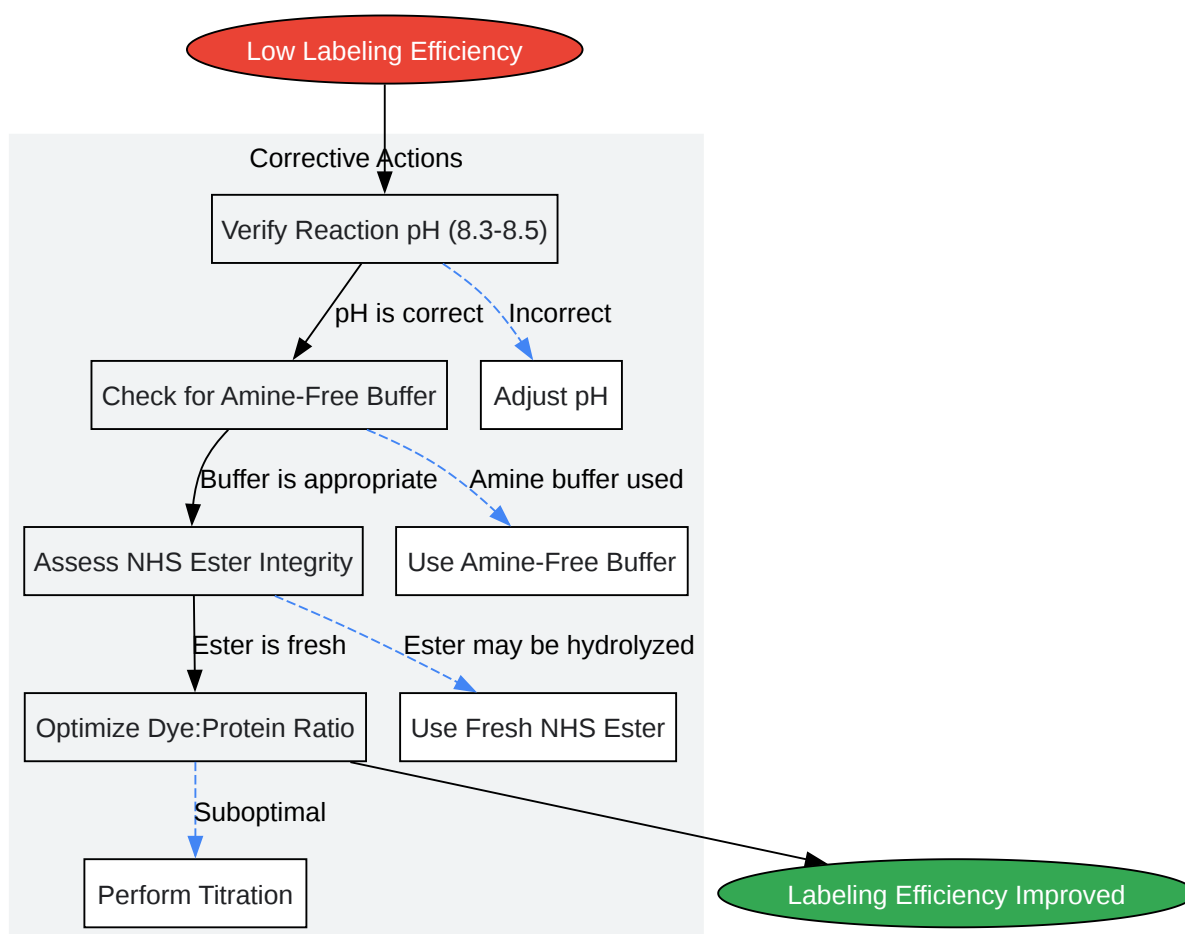 Low Labeling Efficiency
Corrective Actions
Verify Reaction pH (8.3-8.5)
pH is correct
Incorrect
Check for Amine-Free Buffer
Adjust pH
Buffer is appropriate
Amine buffer used
Assess NHS Ester Integrity
Use Amine-Free Buffer
Ester is fresh
Ester may be hydrolyzed
Optimize Dye:Protein Ratio
Use Fresh NHS Ester
Suboptimal
Perform Titration
Labeling Efficiency Improved